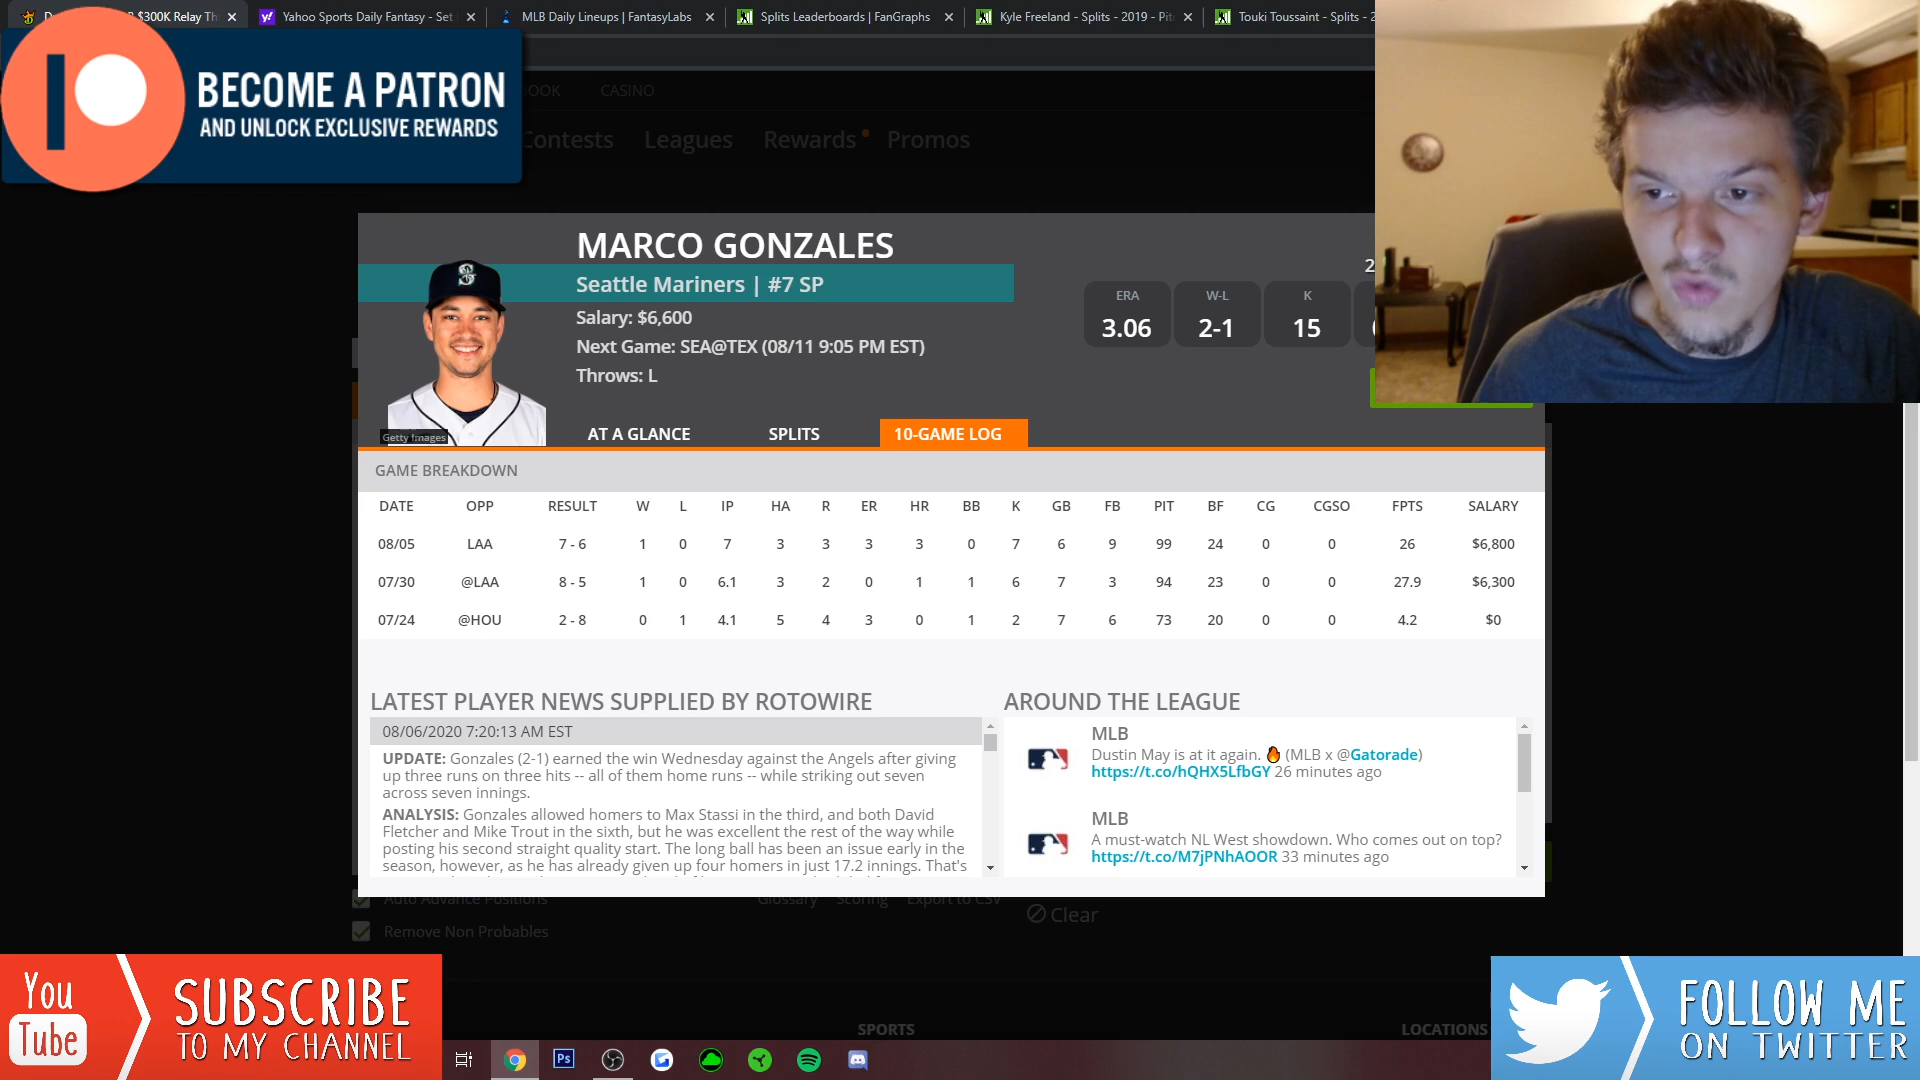 $300K Relay Th
Yahoo Sports Daily Fantasy - Set
MLB Daily Lineups | FantasyLabs
Splits Leaderboards | FanGraphs
Kyle Freeland - Splits - 2019 - Pit
Touki Toussaint - Splits - 2
BECOME A PATRON
AND UNLOCK EXCLUSIVE REWARDS
OOK
CASINO
Contests
Leagues
Rewards
Promos
MARCO GONZALES
Seattle Mariners | #7 SP
Salary: $6,600
Next Game: SEA@TEX (08/11 9:05 PM EST)
Throws: L
Getty Images
2
ERA W-L K
3.06 2-1 15
AT A GLANCE
SPLITS
10-GAME LOG
GAME BREAKDOWN
DATE OPP RESULT W L IP HA R ER HR BB K GB FB PIT BF CG CGSO FPTS SALARY
08/05 LAA 7 - 6 1 0 7 3 3 3 3 0 7 6 9 99 24 0 0 26 $6,800
07/30 @LAA 8 - 5 1 0 6.1 3 2 0 1 1 6 7 3 94 23 0 0 27.9 $6,300
07/24 @HOU 2 - 8 0 1 4.1 5 4 3 0 1 2 7 6 73 20 0 0 4.2 $0
LATEST PLAYER NEWS SUPPLIED BY ROTOWIRE
08/06/2020 7:20:13 AM EST
UPDATE: Gonzales (2-1) earned the win Wednesday against the Angels after giving
up three runs on three hits -- all of them home runs -- while striking out seven
across seven innings.
ANALYSIS: Gonzales allowed homers to Max Stassi in the third, and both David
Fletcher and Mike Trout in the sixth, but he was excellent the rest of the way while
posting his second straight quality start. The long ball has been an issue early in the
season, however, as he has already given up four homers in just 17.2 innings. That's
AROUND THE LEAGUE
MLB
Dustin May is at it again. 🔥 (MLB x @Gatorade)
https://t.co/hQHX5LfbGY 26 minutes ago
MLB
A must-watch NL West showdown. Who comes out on top?
https://t.co/M7jPNhAOOR 33 minutes ago
Auto Advance Positions
Glossary
Scoring
Export to CSV
Clear
Remove Non Probables
You
Tube
SUBSCRIBE
TO MY CHANNEL
SPORTS
LOCATIONS
Ps
FOLLOW ME
ON TWITTER